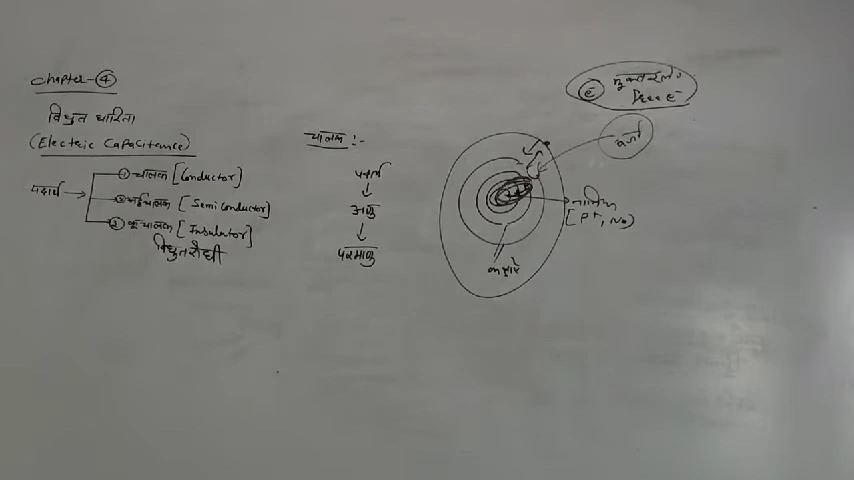 Chapter-④
विधुत धारिता
(Electric Capacitance)
पदार्थ →
① चालक [Conductor]
② अर्द्धचालक [Semi Conductor]
③ कुचालक [Insulator]
विधुतरोधी
चालक :-
पदार्थ
↓
अणु
↓
परमाणु
e⁻ मुक्त
free e⁻
नाभिक
[P⁺, N₀]
कक्षाएं